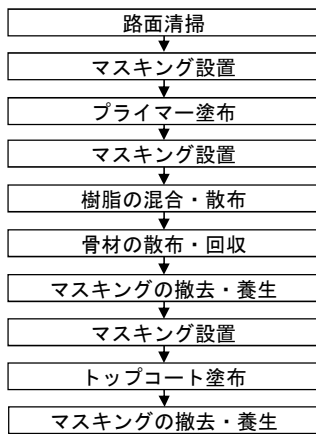 路面清掃
マスキング設置
プライマー塗布
マスキング設置
樹脂の混合・散布
骨材の散布・回収
マスキングの撤去・養生
マスキング設置
トップコート塗布
マスキングの撤去・養生